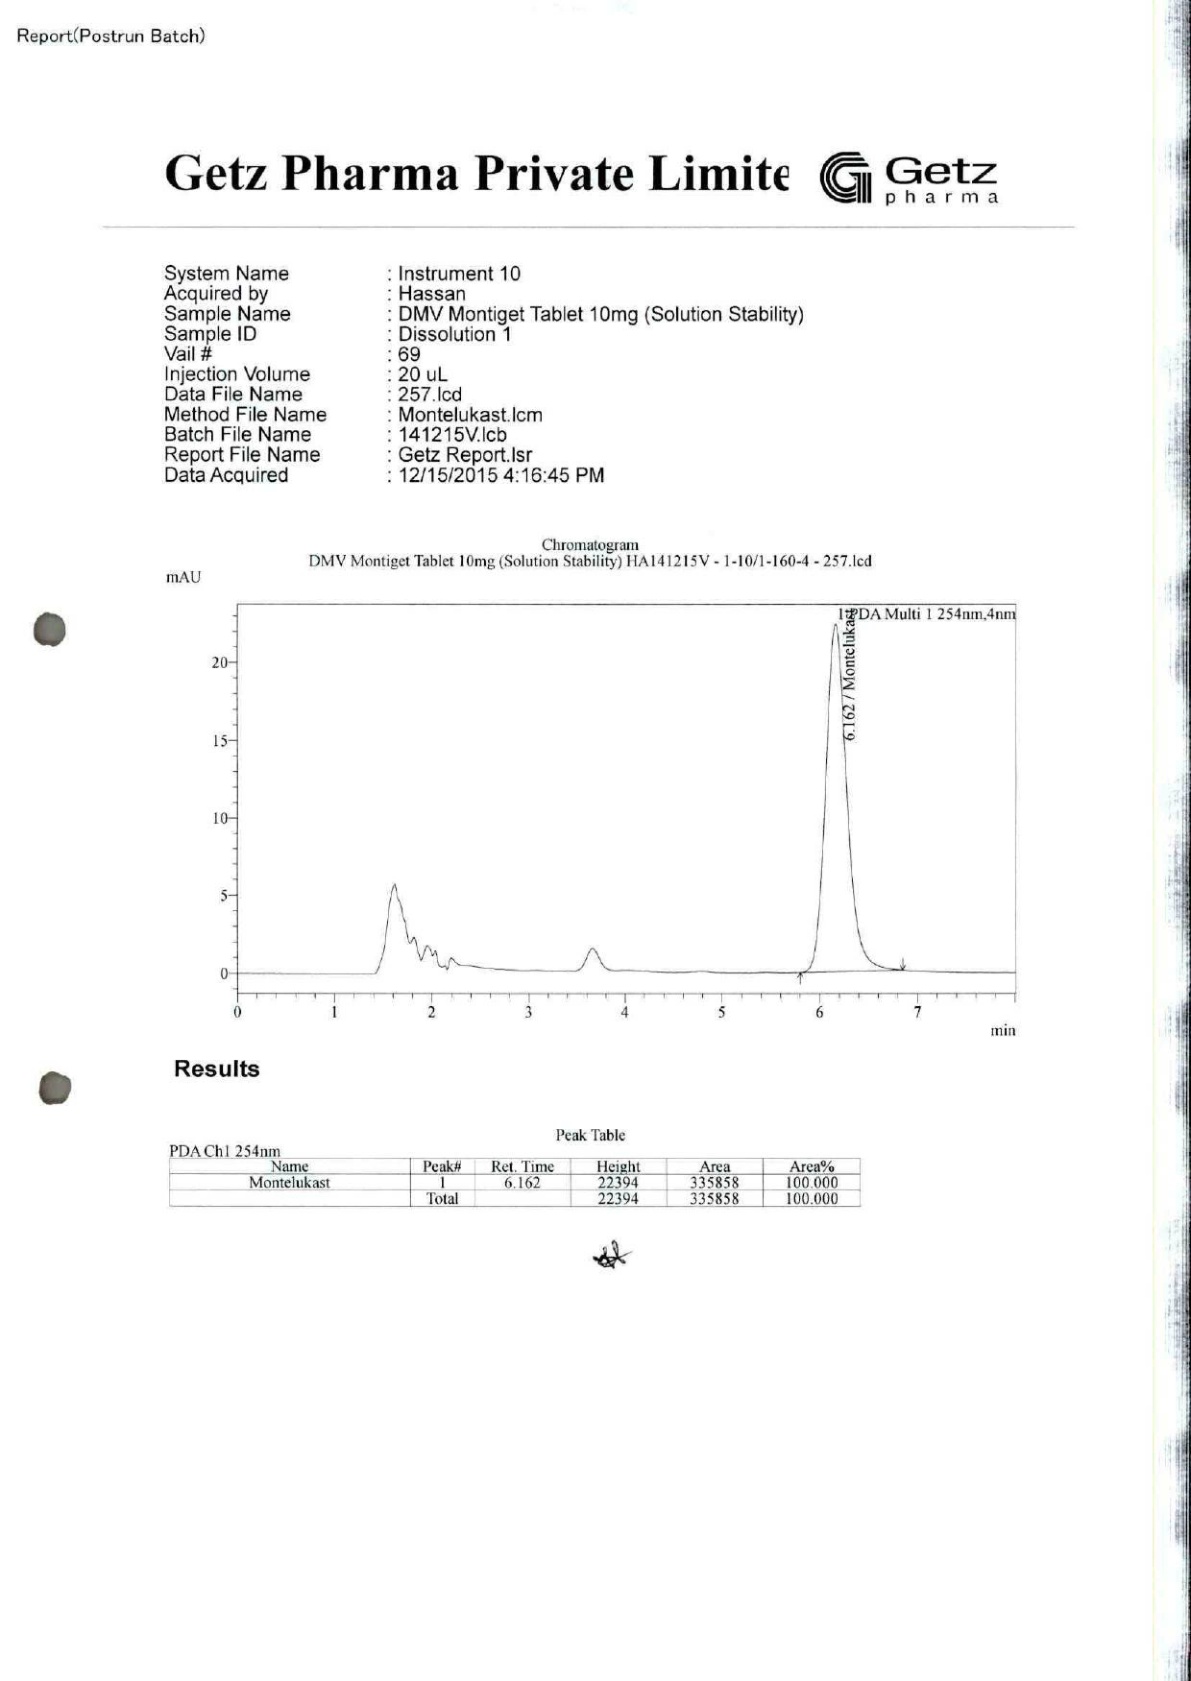 Report(Postrun Batch)
Getz Pharma Private Limite
Getz
pharma
System Name : Instrument 10
Acquired by : Hassan
Sample Name : DMV Montiget Tablet 10mg (Solution Stability)
Sample ID : Dissolution 1
Vail # : 69
Injection Volume : 20 uL
Data File Name : 257.lcd
Method File Name : Montelukast.lcm
Batch File Name : 141215V.lcb
Report File Name : Getz Report.lsr
Data Acquired : 12/15/2015 4:16:45 PM
Chromatogram
DMV Montiget Tablet 10mg (Solution Stability) HA141215V - 1-10/1-160-4 - 257.lcd
mAU
PDA Multi 1 254nm,4nm
6.162 / Montelukast
20
15
10
5
0
0 1 2 3 4 5 6 7
min
Results
Peak Table
PDA Ch1 254nm
Name Peak# Ret. Time Height Area Area%
Montelukast 1 6.162 22394 335858 100.000
Total 22394 335858 100.000